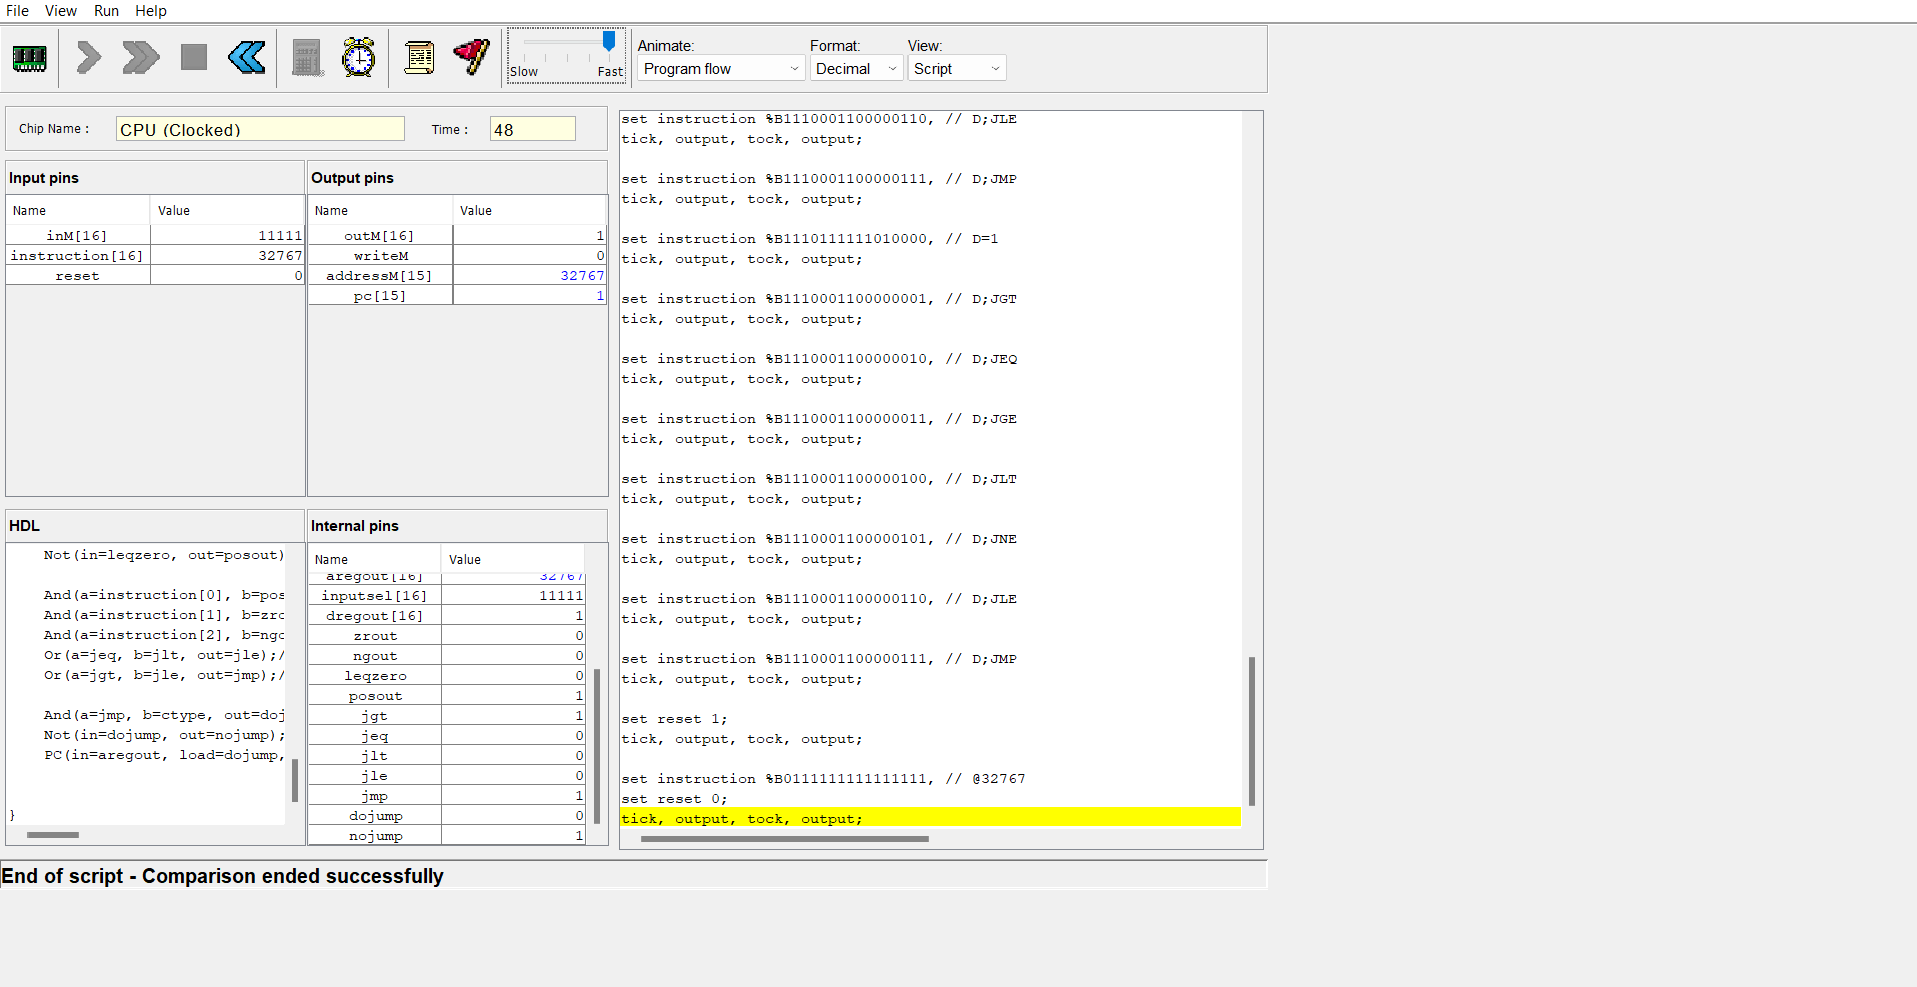 File View Run Help
Slow Fast
Animate: Format: View:
Program flow Decimal Script
Chip Name : CPU (Clocked) Time : 48
Input pins
Name Value
inM[16] 11111
instruction[16] 32767
reset 0
Output pins
Name Value
outM[16] 1
writeM 0
addressM[15] 32767
pc[15] 1
HDL
Not(in=leqzero, out=posout)
And(a=instruction[0], b=pos
And(a=instruction[1], b=zro
And(a=instruction[2], b=ngo
Or(a=jeq, b=jlt, out=jle);/
Or(a=jgt, b=jle, out=jmp);/
And(a=jmp, b=ctype, out=doj
Not(in=dojump, out=nojump);
PC(in=aregout, load=dojump,
}
Internal pins
Name Value
aregout[16] 32767
inputsel[16] 11111
dregout[16] 1
zrout 0
ngout 0
leqzero 0
posout 1
jgt 1
jeq 0
jlt 0
jle 0
jmp 1
dojump 0
nojump 1
set instruction %B1110001100000110, // D;JLE
tick, output, tock, output;
set instruction %B1110001100000111, // D;JMP
tick, output, tock, output;
set instruction %B1110111111010000, // D=1
tick, output, tock, output;
set instruction %B1110001100000001, // D;JGT
tick, output, tock, output;
set instruction %B1110001100000010, // D;JEQ
tick, output, tock, output;
set instruction %B1110001100000011, // D;JGE
tick, output, tock, output;
set instruction %B1110001100000100, // D;JLT
tick, output, tock, output;
set instruction %B1110001100000101, // D;JNE
tick, output, tock, output;
set instruction %B1110001100000110, // D;JLE
tick, output, tock, output;
set instruction %B1110001100000111, // D;JMP
tick, output, tock, output;
set reset 1;
tick, output, tock, output;
set instruction %B0111111111111111, // @32767
set reset 0;
tick, output, tock, output;
End of script - Comparison ended successfully